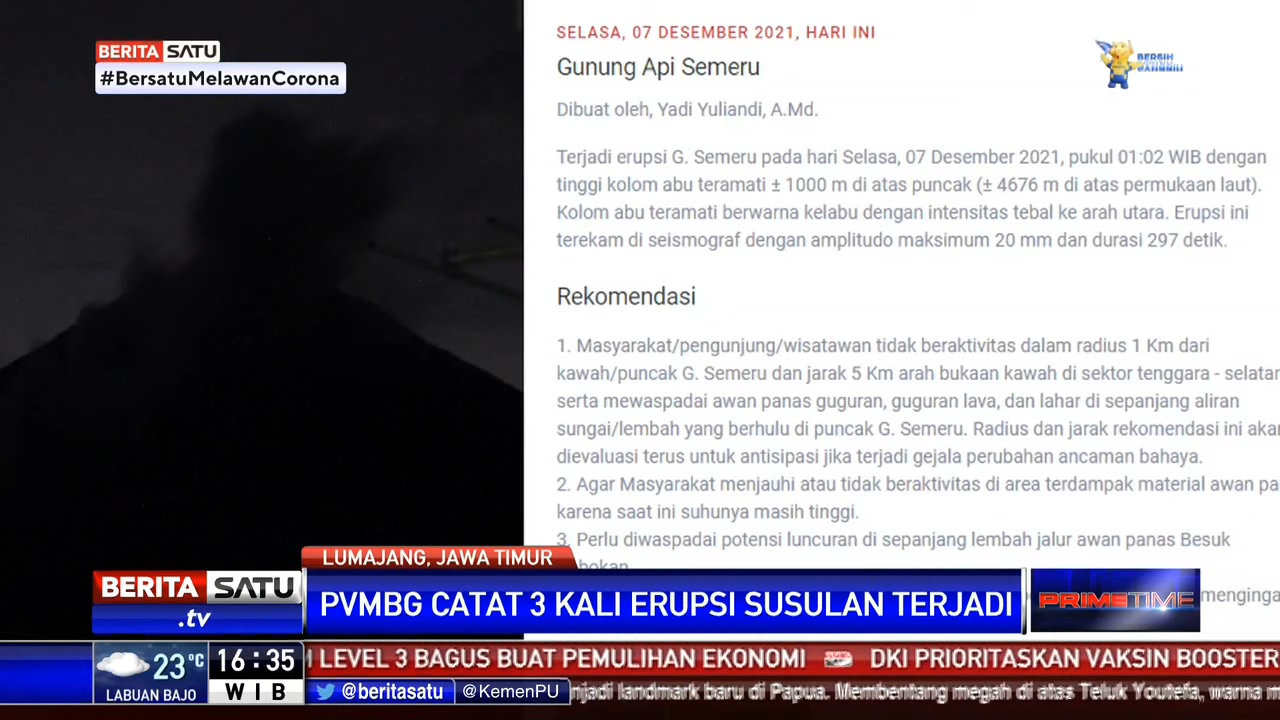 BERITA SATU
#BersatuMelawanCorona
SELASA, 07 DESEMBER 2021, HARI INI
Gunung Api Semeru
Dibuat oleh, Yadi Yuliandi, A.Md.
Terjadi erupsi G. Semeru pada hari Selasa, 07 Desember 2021, pukul 01:02 WIB dengan
tinggi kolom abu teramati ± 1000 m di atas puncak (± 4676 m di atas permukaan laut).
Kolom abu teramati berwarna kelabu dengan intensitas tebal ke arah utara. Erupsi ini
terekam di seismograf dengan amplitudo maksimum 20 mm dan durasi 297 detik.
Rekomendasi
1. Masyarakat/pengunjung/wisatawan tidak beraktivitas dalam radius 1 Km dari
kawah/puncak G. Semeru dan jarak 5 Km arah bukaan kawah di sektor tenggara - selatan
serta mewaspadai awan panas guguran, guguran lava, dan lahar di sepanjang aliran
sungai/lembah yang berhulu di puncak G. Semeru. Radius dan jarak rekomendasi ini akan
dievaluasi terus untuk antisipasi jika terjadi gejala perubahan ancaman bahaya.
2. Agar Masyarakat menjauhi atau tidak beraktivitas di area terdampak material awan pa
karena saat ini suhunya masih tinggi.
3. Perlu diwaspadai potensi luncuran di sepanjang lembah jalur awan panas Besuk
bokan
menginga
LUMAJANG, JAWA TIMUR
BERITA SATU
.tv
PVMBG CATAT 3 KALI ERUPSI SUSULAN TERJADI
PRIMETIME
23°C
LABUAN BAJO
16:35
WIB
LEVEL 3 BAGUS BUAT PEMULIHAN EKONOMI
DKI PRIORITASKAN VAKSIN BOOSTER
@beritasatu
@KemenPU
njadi landmark baru di Papua. Membentang megah di atas Teluk Youtefa, warna m